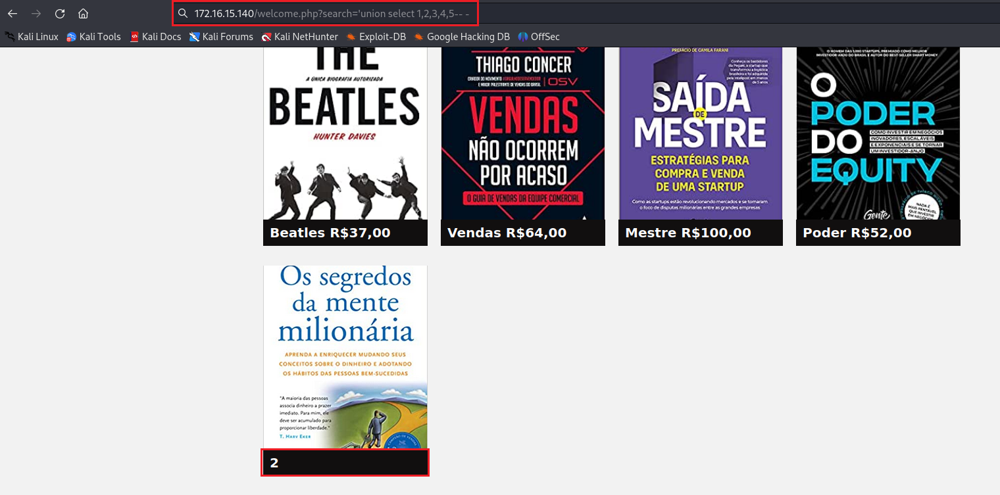 172.16.15.140/welcome.php?search='union select 1,2,3,4,5-- -
Kali Linux Kali Tools Kali Docs Kali Forums Kali NetHunter Exploit-DB Google Hacking DB OffSec
THE
A ÚNICA BIOGRAFIA AUTORIZADA
BEATLES
HUNTER DAVIES
Beatles R$37,00
THIAGO CONCER
CRIADOR DO MOVIMENTO #ORGULHODESERVENDEDOR
E MAIOR PALESTRANTE DE VENDAS DO BRASIL | OSV
VENDAS
NÃO OCORREM
POR ACASO
O GUIA DE VENDAS DA EQUIPE COMERCIAL
Vendas R$64,00
PREFÁCIO DE CAMILA FARANI
Conheça os bastidores
da Pegaki, a startup que
transformou a logística
brasileira e foi adquirida
pela Intelipost em menos
de 5 anos
SAÍDA
DE
MESTRE
ESTRATÉGIAS PARA
COMPRA E VENDA
DE UMA STARTUP
Como as startups estão revolucionando mercados e se tornaram
o foco de disputas milionárias entre as grandes empresas
Mestre R$100,00
O HOMEM DAS 1.000 STARTUPS, PREMIADO COMO MELHOR
INVESTIDOR-ANJO DO BRASIL E AUTOR DO BEST-SELLER SMART MONEY
O
PODER
DO
COMO INVESTIR EM NEGÓCIOS
INOVADORES, ESCALÁVEIS
E EXPONENCIAIS E SE TORNAR
UM INVESTIDOR-ANJO
EQUITY
NADA É
MAIS RENTÁVEL
QUE INVESTIR
EM NEGÓCIOS
Gente
Poder R$52,00
Os segredos
da mente
milionária
APRENDA A ENRIQUECER MUDANDO SEUS
CONCEITOS SOBRE O DINHEIRO E ADOTANDO
OS HÁBITOS DAS PESSOAS BEM-SUCEDIDAS
"A maioria das pessoas
associa dinheiro a prazer
imediato. Para mim, ele
deve ser acumulado para
proporcionar liberdade."
T. HARV EKER
2